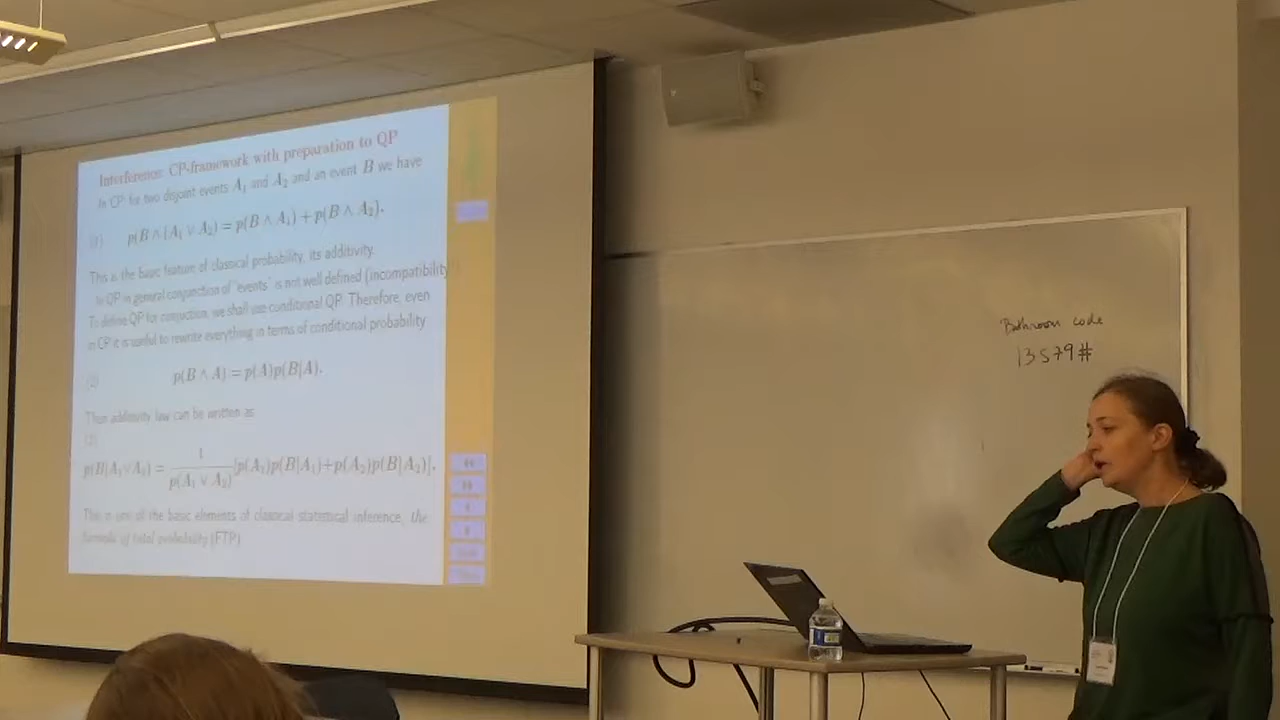 Interference: CP-framework with preparation to QP
In CP for two disjoint events A₁ and A₂ and an event B we have
(1) p(B ∧ (A₁ ∨ A₂) = p(B ∧ A₁) + p(B ∧ A₂).
This is the basic feature of classical probability, its additivity.
In QP in general conjunction of "events" is not well defined (incompatibility
To define QP for conjuction, we shall use conditional QP. Therefore, even
in CP it is useful to rewrite everything in terms of conditional probability
(2) p(B ∧ A) = p(A)p(B|A).
Then additivity law can be written as
(3)
p(B|A₁∨A₂) = 1/p(A₁ ∨ A₂) [p(A₁)p(B|A₁)+p(A₂)p(B|A₂)].
This is one of the basic elements of classical statistical inference, the
formula of total probability (FTP)
Bathroom code
13579#